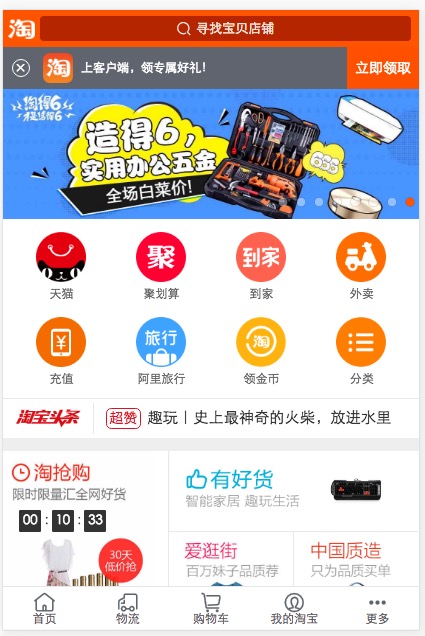 淘 寻找宝贝店铺
淘 上客户端，领专属好礼！ 立即领取
淘得6
才是话得6
造得6，
实用办公五金
全场白菜价！
666
天猫 聚划算 到家 外卖
聚 到家
旅行 淘
充值 阿里旅行 领金币 分类
淘宝头条 超赞 趣玩丨史上最神奇的火柴，放进水里
淘抢购
限时限量汇全网好货
00 : 10 : 33
30天
低价抢
有好货
智能家居 趣玩生活
爱逛街
百万妹子品质荐
中国质造
只为品质买单
首页 物流 购物车 我的淘宝 更多